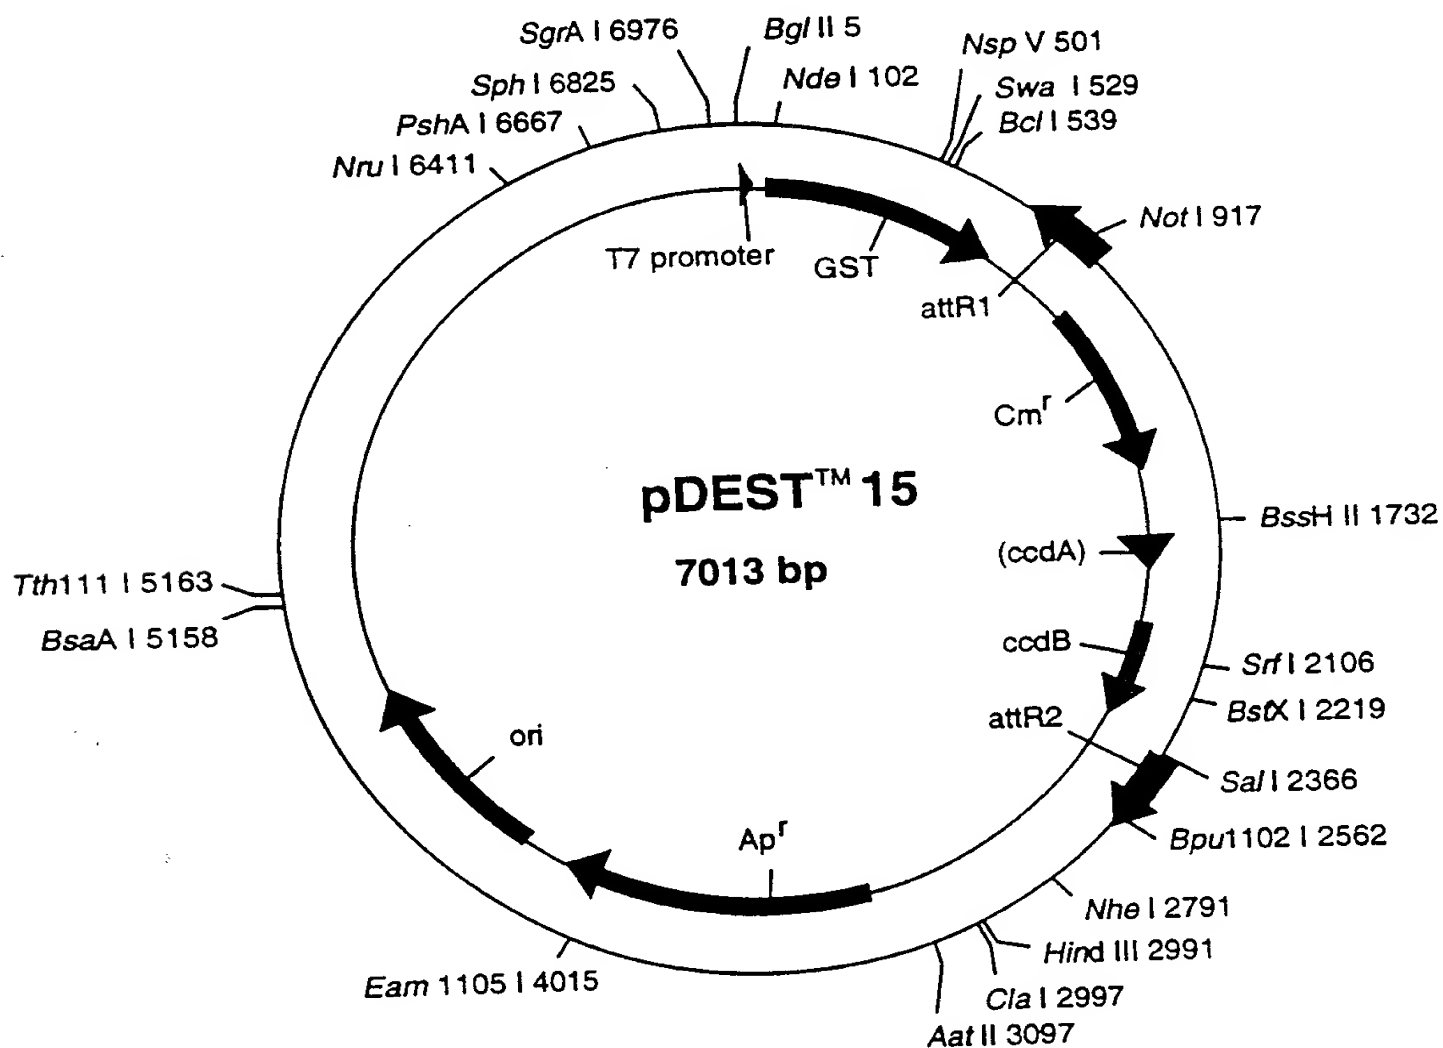 SgrA I 6976
Bgl II 5
Nsp V 501
Sph I 6825
Nde I 102
Swa I 529
PshA I 6667
Bcl I 539
Nru I 6411
Not I 917
T7 promoter
GST
attR1
Cmr
pDEST™ 15
7013 bp
BssH II 1732
(ccdA)
Tth111 I 5163
BsaA I 5158
ccdB
Srf I 2106
BstX I 2219
attR2
ori
Sal I 2366
Apr
Bpu1102 I 2562
Nhe I 2791
Hind III 2991
Eam 1105 I 4015
Cla I 2997
Aat II 3097